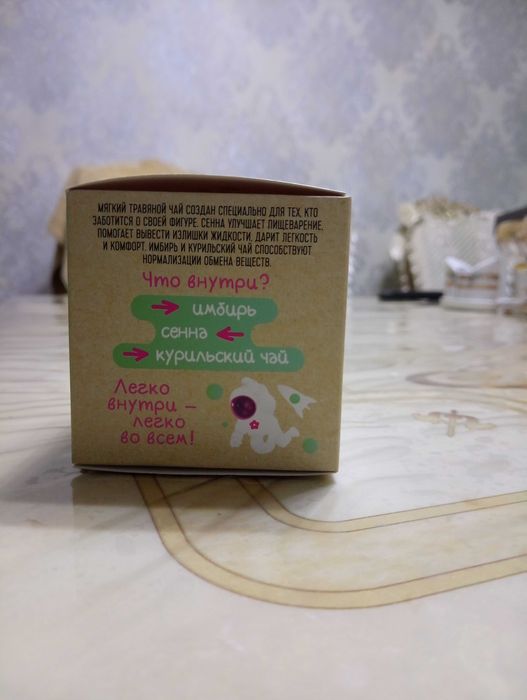 МЯГКИЙ ТРАВЯНОЙ ЧАЙ СОЗДАН СПЕЦИАЛЬНО ДЛЯ ТЕХ, КТО
ЗАБОТИТСЯ О СВОЕЙ ФИГУРЕ. СЕННА УЛУЧШАЕТ ПИЩЕВАРЕНИЕ,
ПОМОГАЕТ ВЫВЕСТИ ИЗЛИШКИ ЖИДКОСТИ, ДАРИТ ЛЕГКОСТЬ
И КОМФОРТ. ИМБИРЬ И КУРИЛЬСКИЙ ЧАЙ СПОСОБСТВУЮТ
НОРМАЛИЗАЦИИ ОБМЕНА ВЕЩЕСТВ.
Что внутри?
имбирь
сенна
курильский чай
Легко
внутри –
легко
во всем!